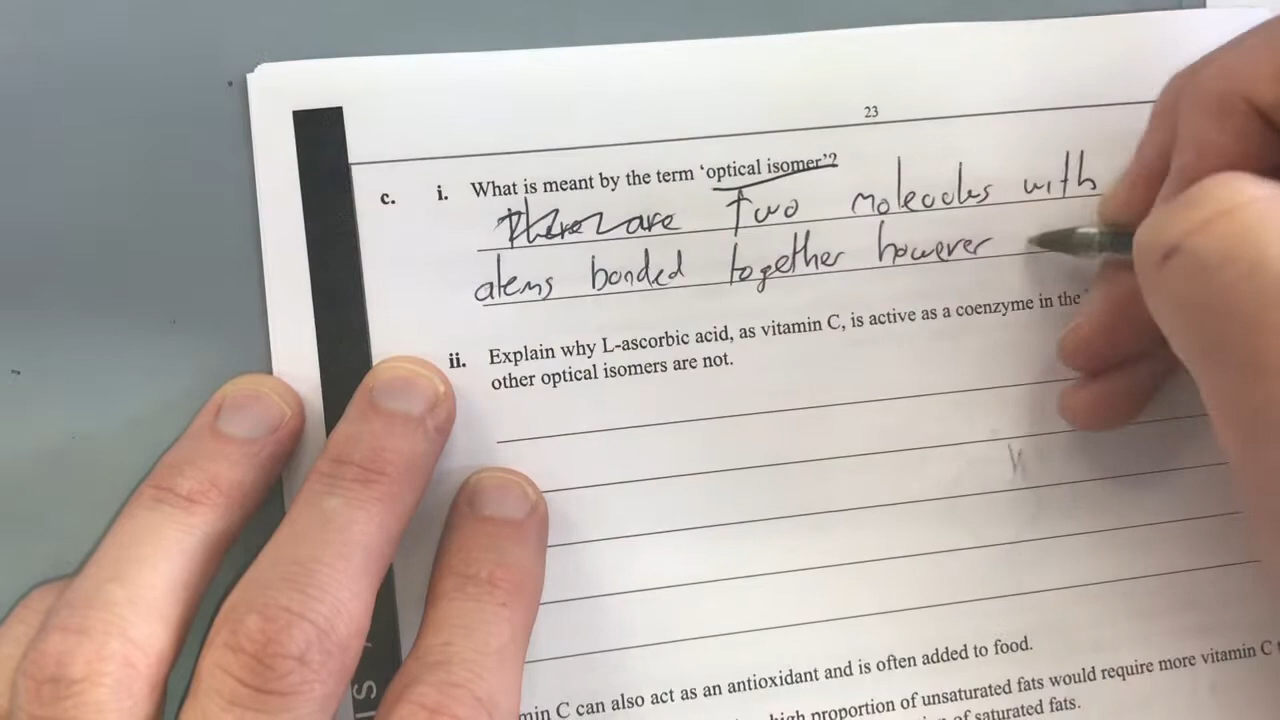 23
c. i. What is meant by the term ‘optical isomer’?
Two molecules with
atoms bonded together however
ii. Explain why L-ascorbic acid, as vitamin C, is active as a coenzyme in the
other optical isomers are not.
min C can also act as an antioxidant and is often added to food.
high proportion of unsaturated fats would require more vitamin C
of saturated fats.